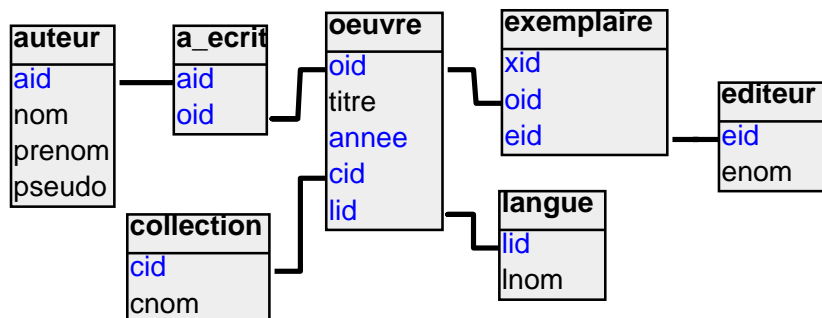 auteur
aid
nom
prenom
pseudo
a_ecrit
aid
oid
oeuvre
oid
titre
annee
cid
lid
exemplaire
xid
oid
eid
editeur
eid
enom
collection
cid
cnom
langue
lid
lnom